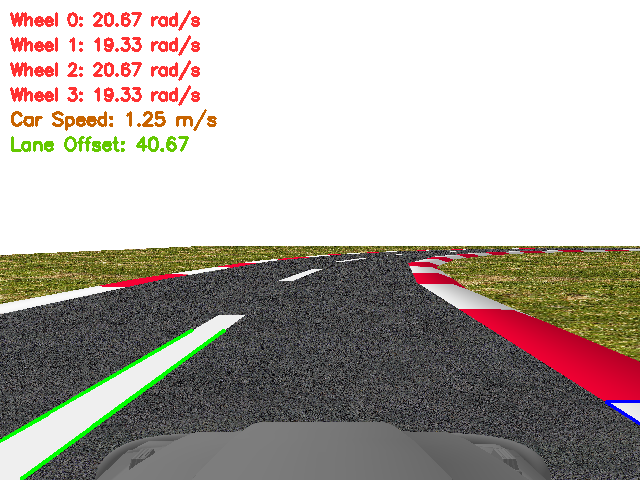 Wheel 0: 20.67 rad/s
Wheel 1: 19.33 rad/s
Wheel 2: 20.67 rad/s
Wheel 3: 19.33 rad/s
Car Speed: 1.25 m/s
Lane Offset: 40.67